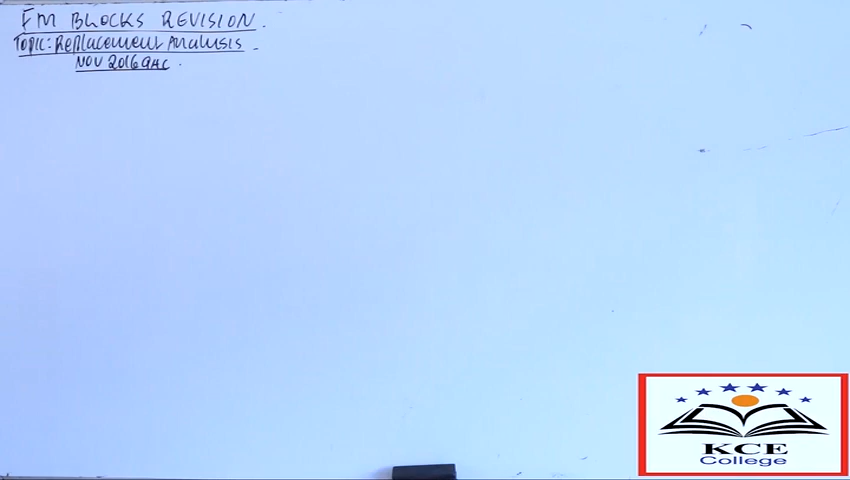 FM BLOCKS REVISION.
Topic: Replacement Analysis.
NOV 2016 Q4C.
KCE
College